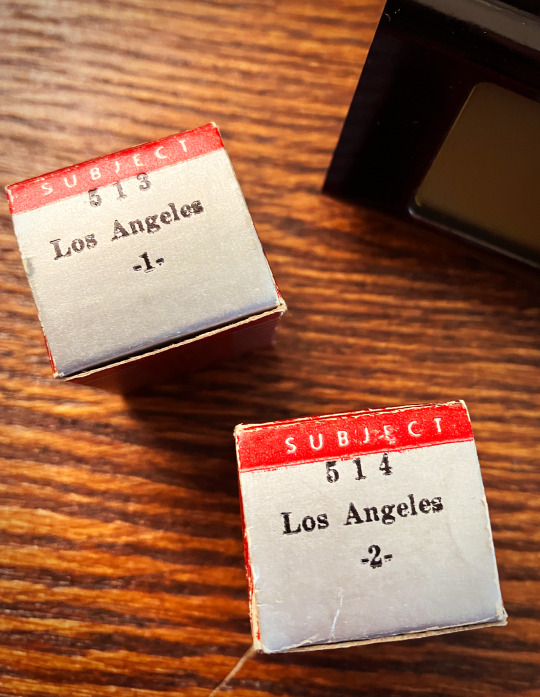 SUBJECT
513
Los Angeles
-1-
SUBJECT
514
Los Angeles
-2-